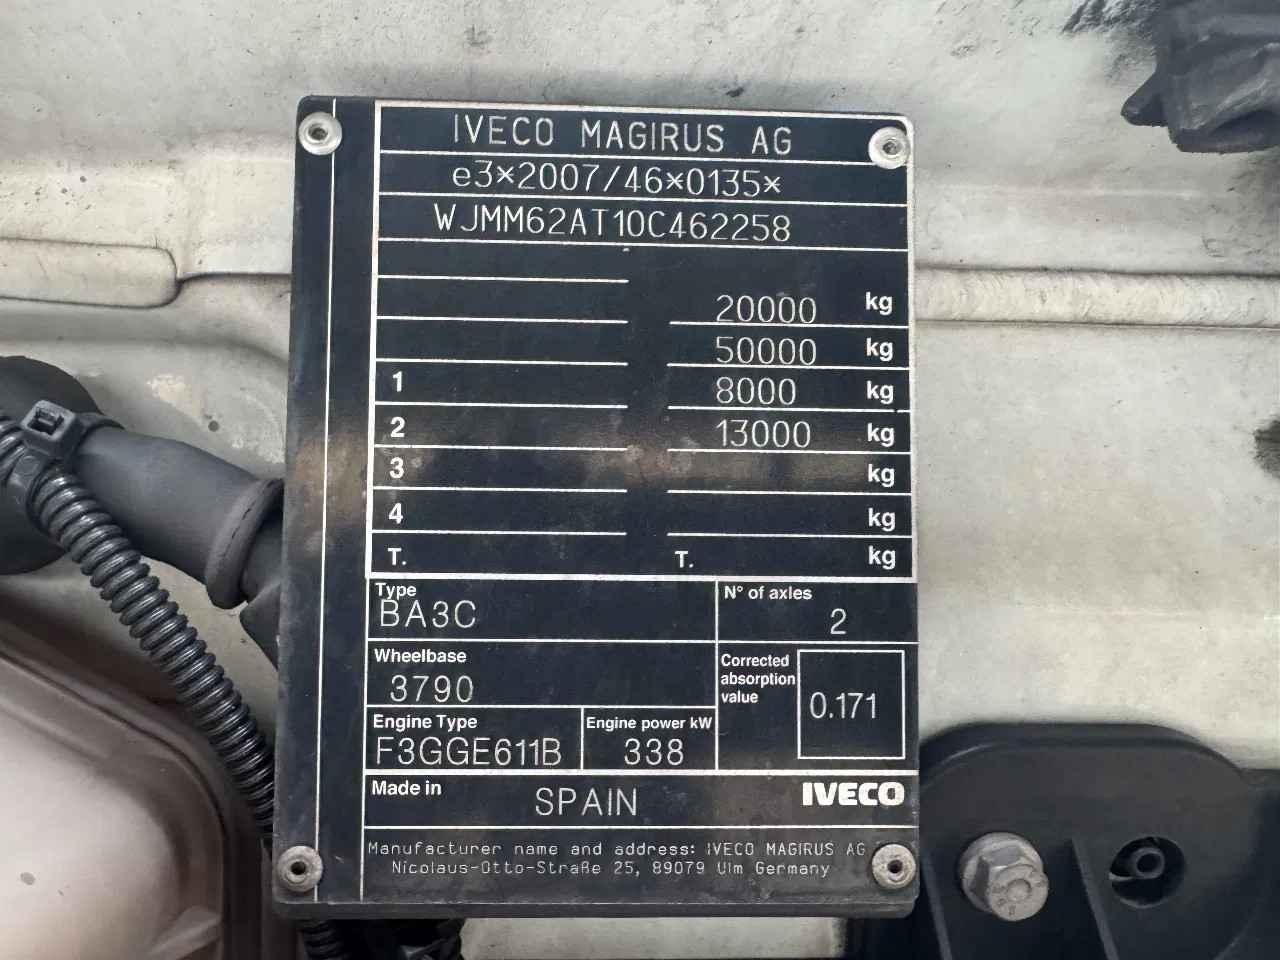 IVECO MAGIRUS AG
e3*2007/46*0135*
WJMM62AT10C462258
20000 kg
50000 kg
1 8000 kg
2 13000 kg
3 kg
4 kg
T. T. kg
Type
BA3C
N° of axles
2
Wheelbase
3790
Corrected
absorption
value
0.171
Engine Type
F3GGE611B
Engine power kW
338
Made in
SPAIN
IVECO
Manufacturer name and address: IVECO MAGIRUS AG
Nicolaus-Otto-Straße 25, 89079 Ulm Germany